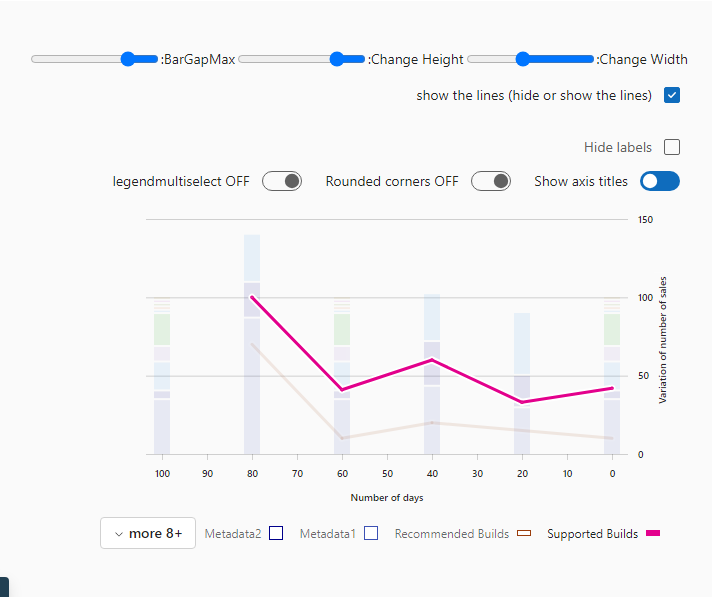 :BarGapMax :Change Height :Change Width
show the lines (hide or show the lines)
Hide labels
legendmultiselect OFF Rounded corners OFF Show axis titles
150
100
50
0
Variation of number of sales
100 90 80 70 60 50 40 30 20 10 0
Number of days
more 8+ Metadata2 Metadata1 Recommended Builds Supported Builds